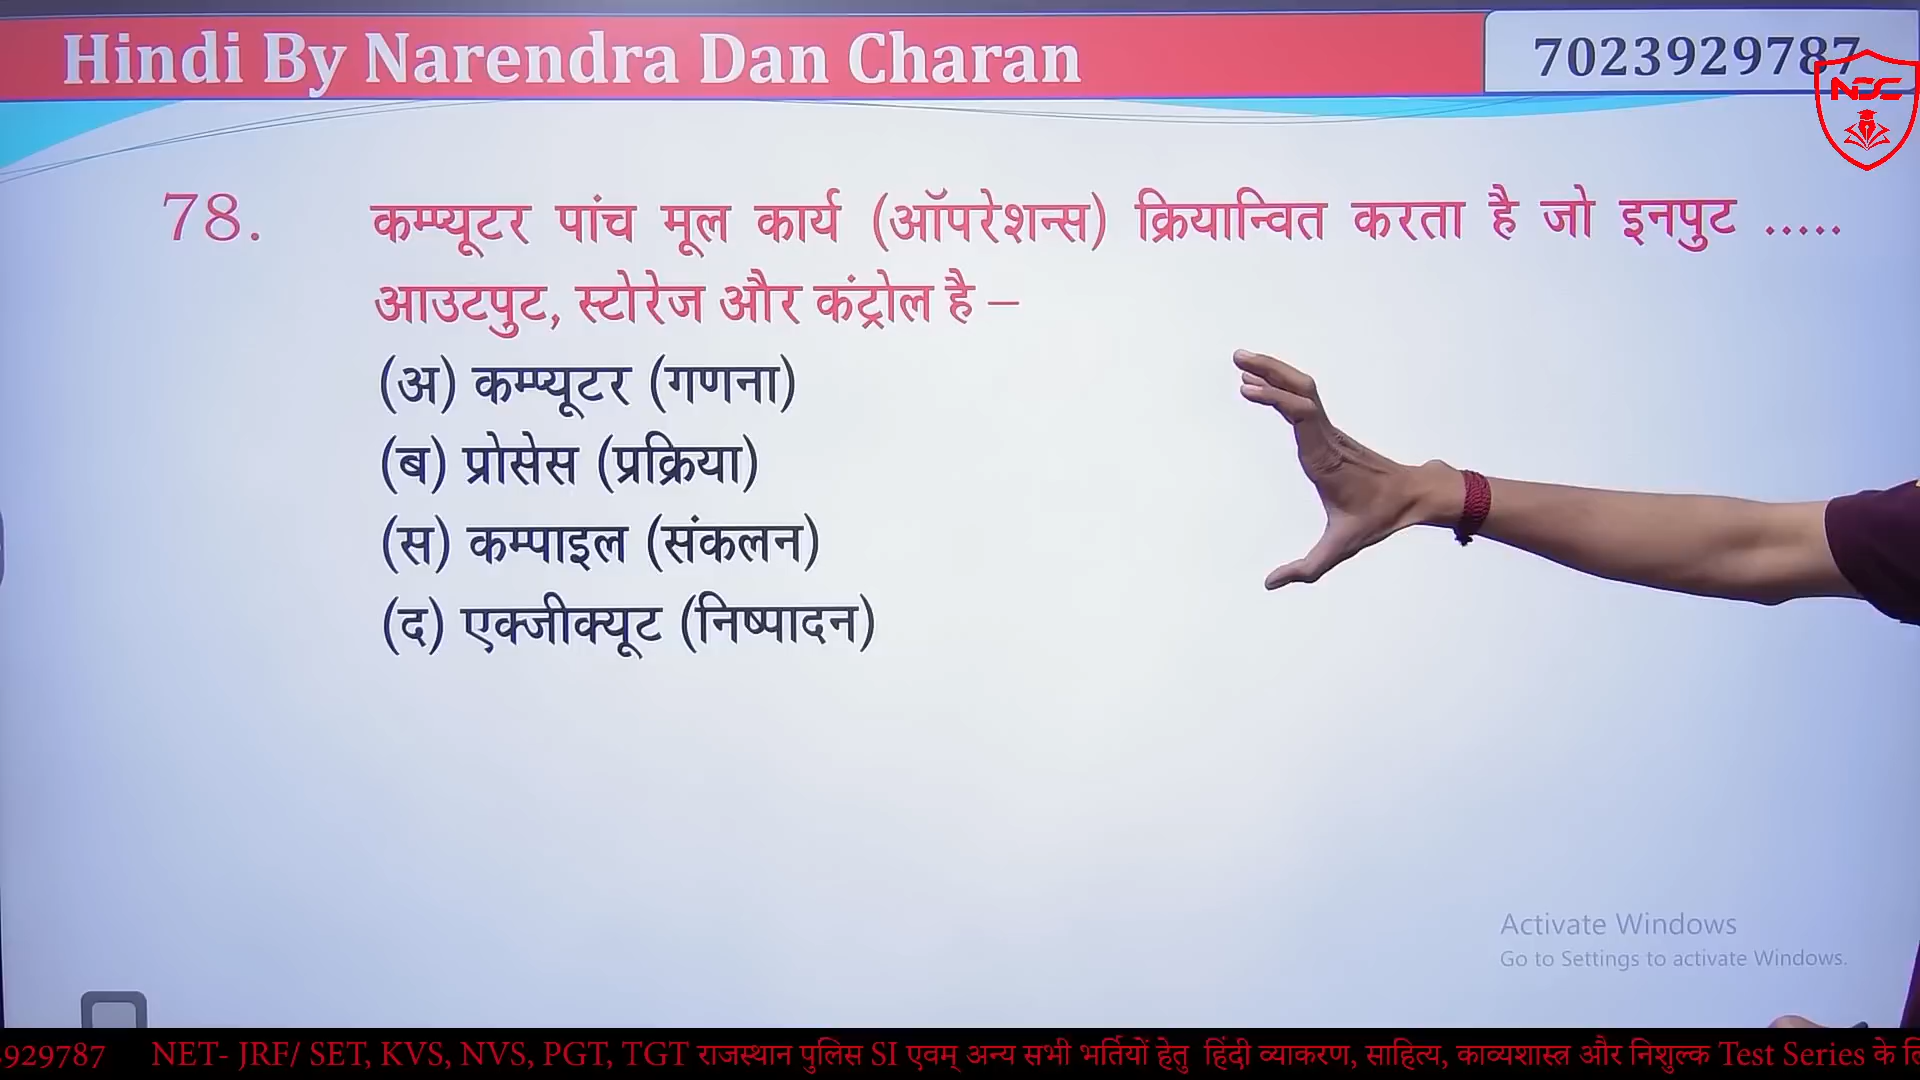 Hindi By Narendra Dan Charan
7023929787
NDC
78. कम्प्यूटर पांच मूल कार्य (ऑपरेशन्स) क्रियान्वित करता है जो इनपुट .....
आउटपुट, स्टोरेज और कंट्रोल है –
(अ) कम्प्यूटर (गणना)
(ब) प्रोसेस (प्रक्रिया)
(स) कम्पाइल (संकलन)
(द) एक्जीक्यूट (निष्पादन)
Activate Windows
Go to Settings to activate Windows.
929787 NET- JRF/ SET, KVS, NVS, PGT, TGT राजस्थान पुलिस SI एवम् अन्य सभी भर्तियों हेतु हिंदी व्याकरण, साहित्य, काव्यशास्त्र और निशुल्क Test Series के